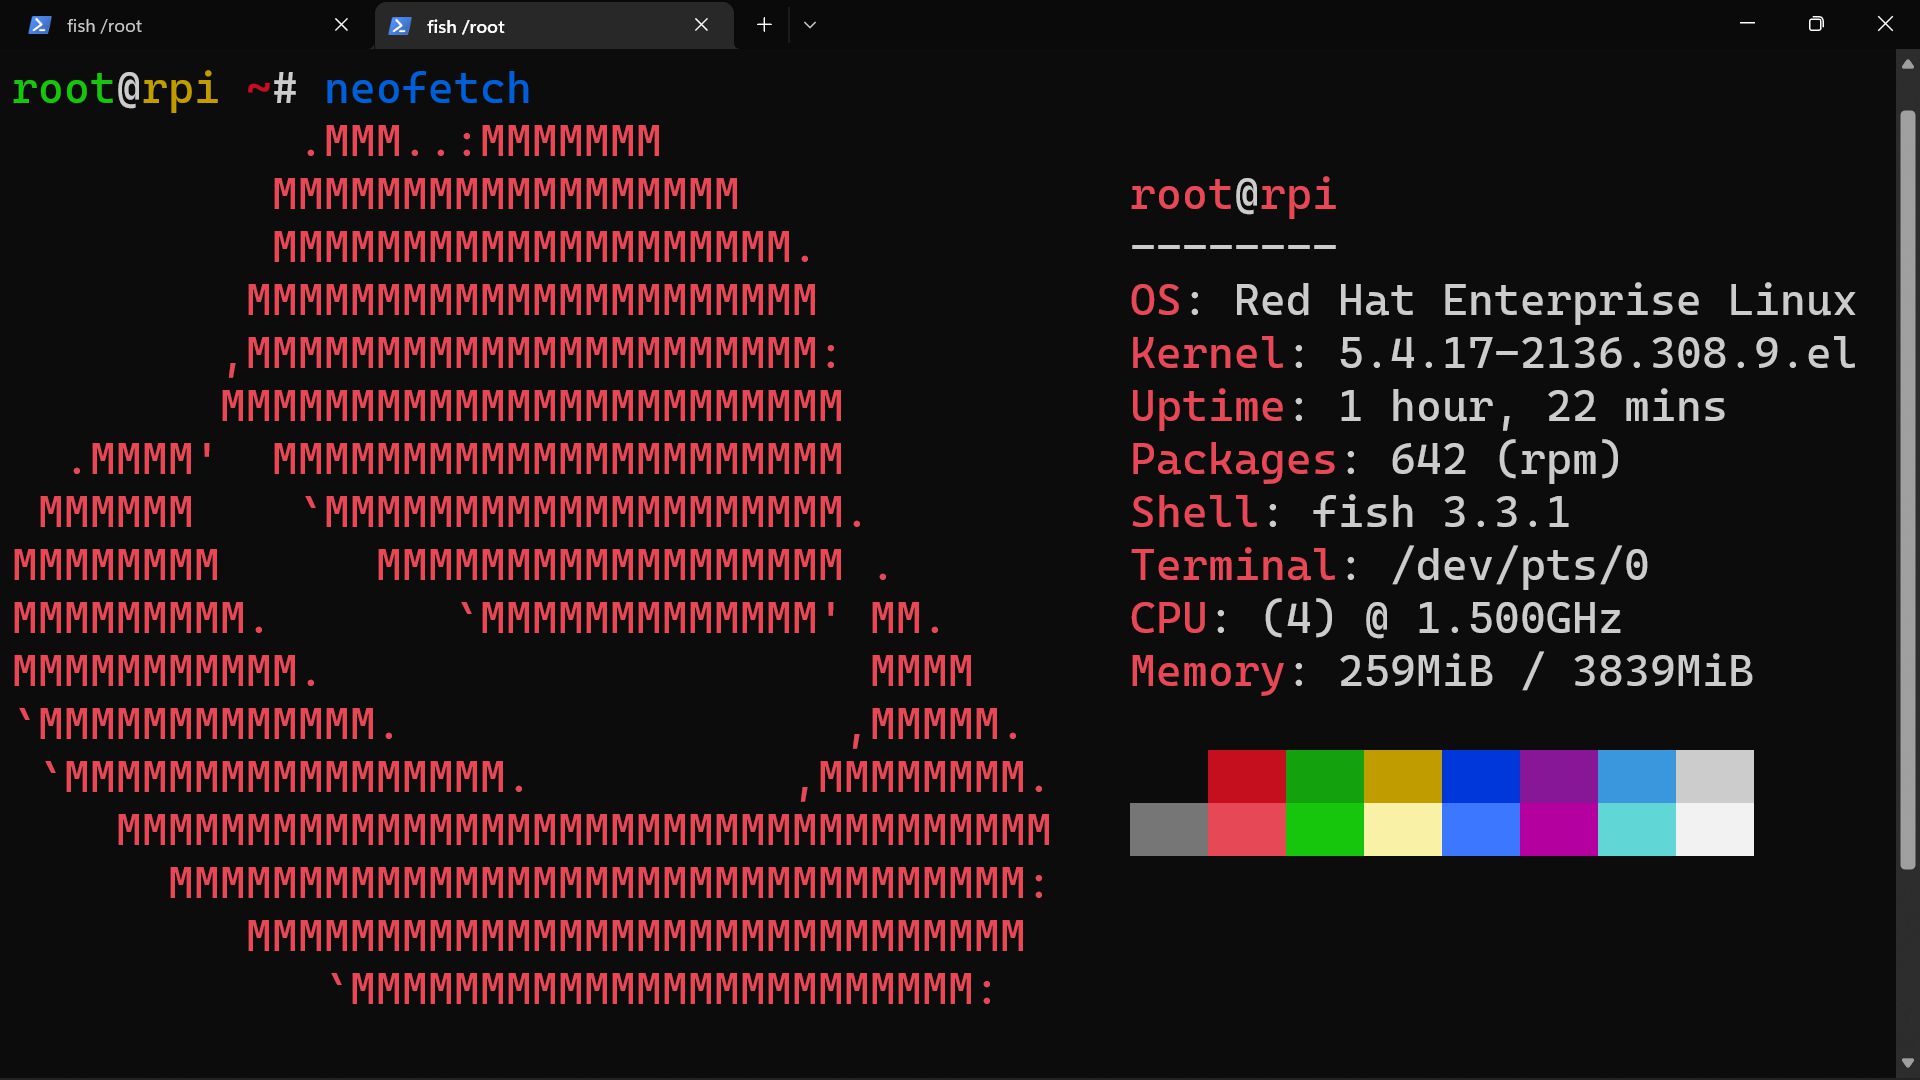 fish /root
fish /root
root@rpi ~# neofetch
.MMM..:MMMMMMM
MMMMMMMMMMMMMMMMMM root@rpi
MMMMMMMMMMMMMMMMMMMM. --------
MMMMMMMMMMMMMMMMMMMMMM OS: Red Hat Enterprise Linux
,MMMMMMMMMMMMMMMMMMMMMM: Kernel: 5.4.17-2136.308.9.el
MMMMMMMMMMMMMMMMMMMMMMMM Uptime: 1 hour, 22 mins
.MMMM' MMMMMMMMMMMMMMMMMMMMMM Packages: 642 (rpm)
MMMMMM `MMMMMMMMMMMMMMMMMMMM. Shell: fish 3.3.1
MMMMMMMM MMMMMMMMMMMMMMMMMM . Terminal: /dev/pts/0
MMMMMMMMM. `MMMMMMMMMMMMM' MM. CPU: (4) @ 1.500GHz
MMMMMMMMMMM. MMMM Memory: 259MiB / 3839MiB
`MMMMMMMMMMMMM. ,MMMMM.
`MMMMMMMMMMMMMMMMM. ,MMMMMMMM.
MMMMMMMMMMMMMMMMMMMMMMMMMMMMMMMMMMMM
MMMMMMMMMMMMMMMMMMMMMMMMMMMMMMMMM:
MMMMMMMMMMMMMMMMMMMMMMMMMMMMMM
`MMMMMMMMMMMMMMMMMMMMMMMM: